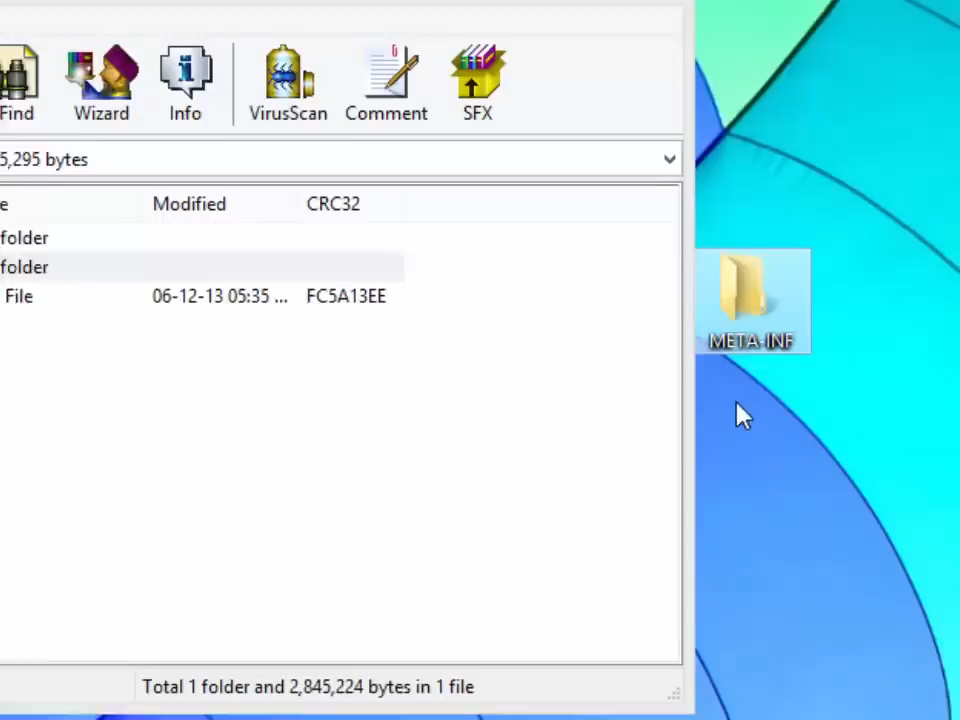 Find Wizard Info VirusScan Comment SFX
5,295 bytes
e Modified CRC32
folder
folder
File 06-12-13 05:35 ... FC5A13EE
META-INF
Total 1 folder and 2,845,224 bytes in 1 file